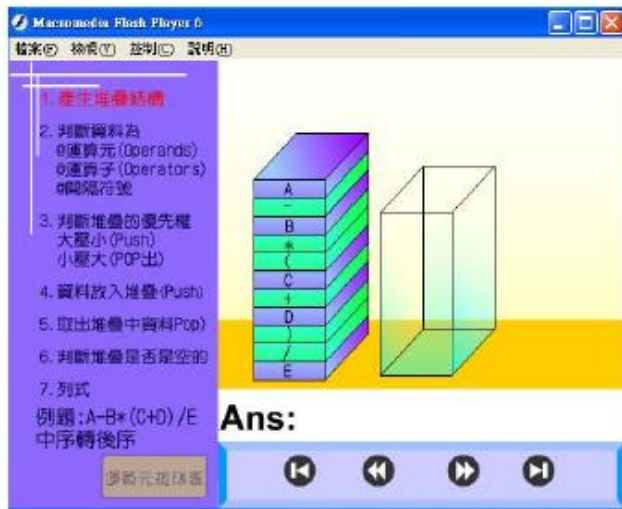 Macromedia Flash Player 6
檔案(F) 檢視(V) 控制(C) 說明(H)
1. 產生堆疊結構
2. 判斷資料為
@運算元(Operands)
@運算子(Operators)
@間隔符號
3. 判斷堆疊的優先權
大壓小(Push)
小壓大(POP出)
4. 資料放入堆疊(Push)
5. 取出堆疊中資料Pop)
6. 判斷堆疊是否是空的
7. 列式
例題:A-B*(C+D)/E
中序轉後序
A
-
B
*
(
C
+
D
)
/
E
Ans: